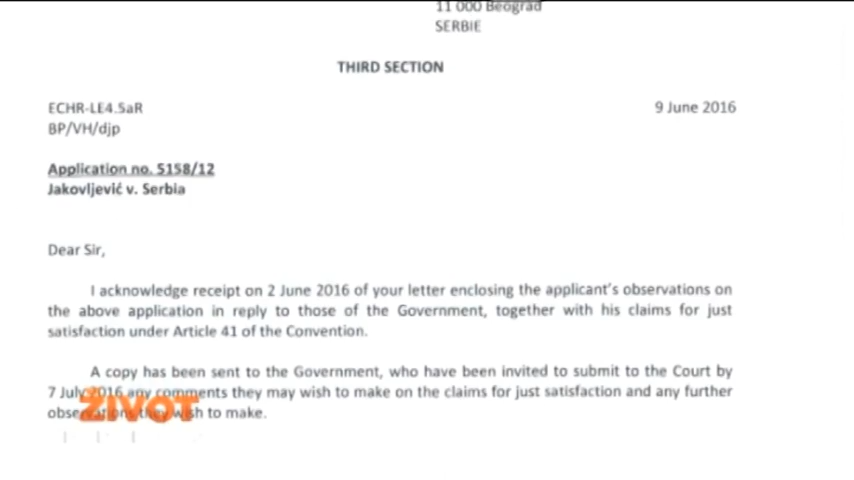 11 000 Beograd
SERBIE
THIRD SECTION
ECHR-LE4.5aR
9 June 2016
BP/VH/djp
Application no. 5158/12
Jakovljević v. Serbia
Dear Sir,
I acknowledge receipt on 2 June 2016 of your letter enclosing the applicant's observations on
the above application in reply to those of the Government, together with his claims for just
satisfaction under Article 41 of the Convention.
A copy has been sent to the Government, who have been invited to submit to the Court by
7 July 2016 any comments they may wish to make on the claims for just satisfaction and any further
observations they wish to make.
ŽIVOT